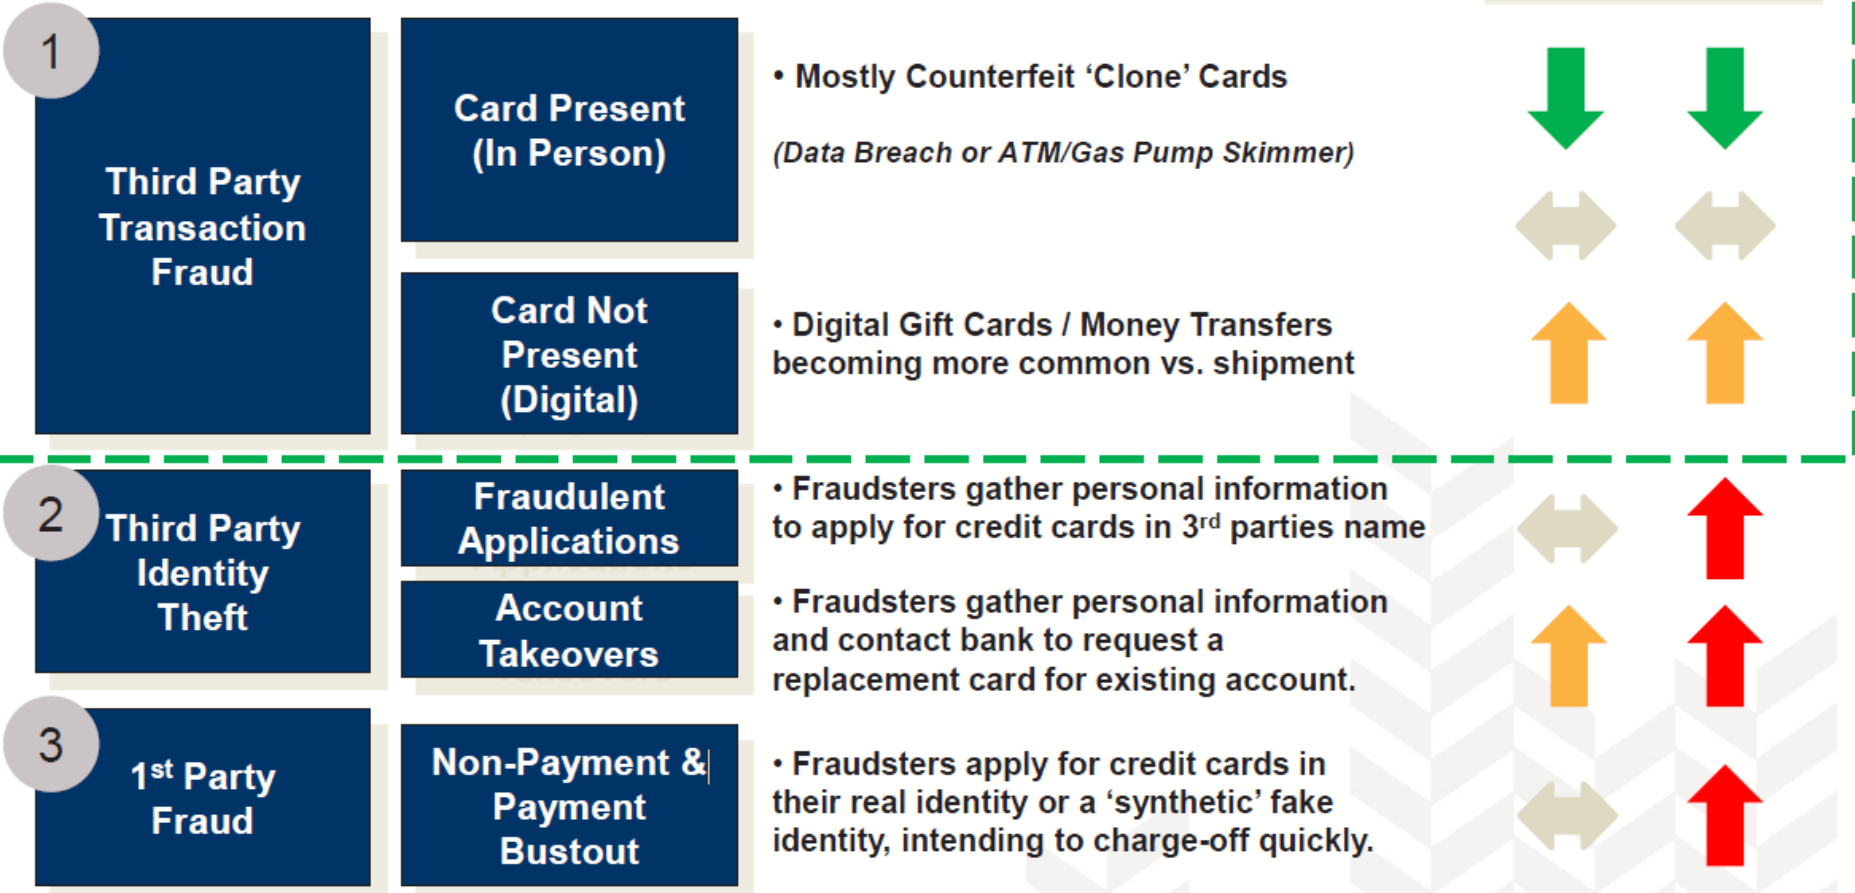 1
Third Party
Transaction
Fraud
Card Present
(In Person)
• Mostly Counterfeit ‘Clone’ Cards
(Data Breach or ATM/Gas Pump Skimmer)
Card Not
Present
(Digital)
• Digital Gift Cards / Money Transfers
becoming more common vs. shipment
2
Third Party
Identity
Theft
Fraudulent
Applications
• Fraudsters gather personal information
to apply for credit cards in 3rd parties name
Account
Takeovers
• Fraudsters gather personal information
and contact bank to request a
replacement card for existing account.
3
1st Party
Fraud
Non-Payment &
Payment
Bustout
• Fraudsters apply for credit cards in
their real identity or a ‘synthetic’ fake
identity, intending to charge-off quickly.